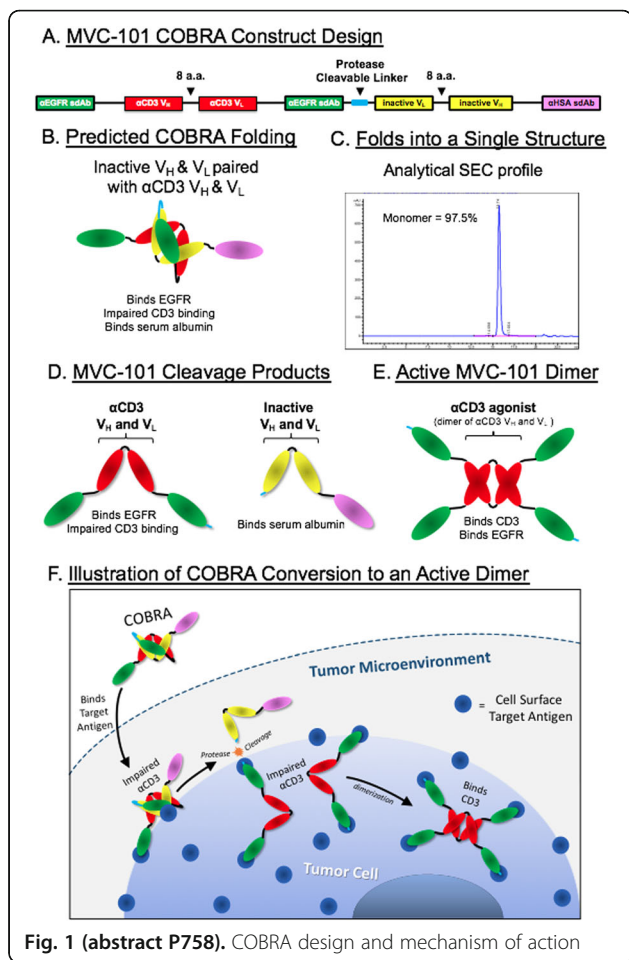 A. MVC-101 COBRA Construct Design
Protease
8 a.a. Cleavable Linker 8 a.a.
αEGFR sdAb αCD3 VH αCD3 VL αEGFR sdAb inactive VL inactive VH αHSA sdAb
B. Predicted COBRA Folding
Inactive VH & VL paired
with αCD3 VH & VL
Binds EGFR
Impaired CD3 binding
Binds serum albumin
C. Folds into a Single Structure
Analytical SEC profile
Monomer = 97.5%
D. MVC-101 Cleavage Products
αCD3
VH and VL
Binds EGFR
Impaired CD3 binding
Inactive
VH and VL
Binds serum albumin
E. Active MVC-101 Dimer
αCD3 agonist
(dimer of αCD3 VH and VL)
Binds CD3
Binds EGFR
F. Illustration of COBRA Conversion to an Active Dimer
COBRA
Tumor Microenvironment
= Cell Surface
Target Antigen
Binds
Target
Antigen
Impaired
αCD3
Protease Cleavage
Impaired
αCD3
dimerization
Binds
CD3
Tumor Cell
Fig. 1 (abstract P758). COBRA design and mechanism of action